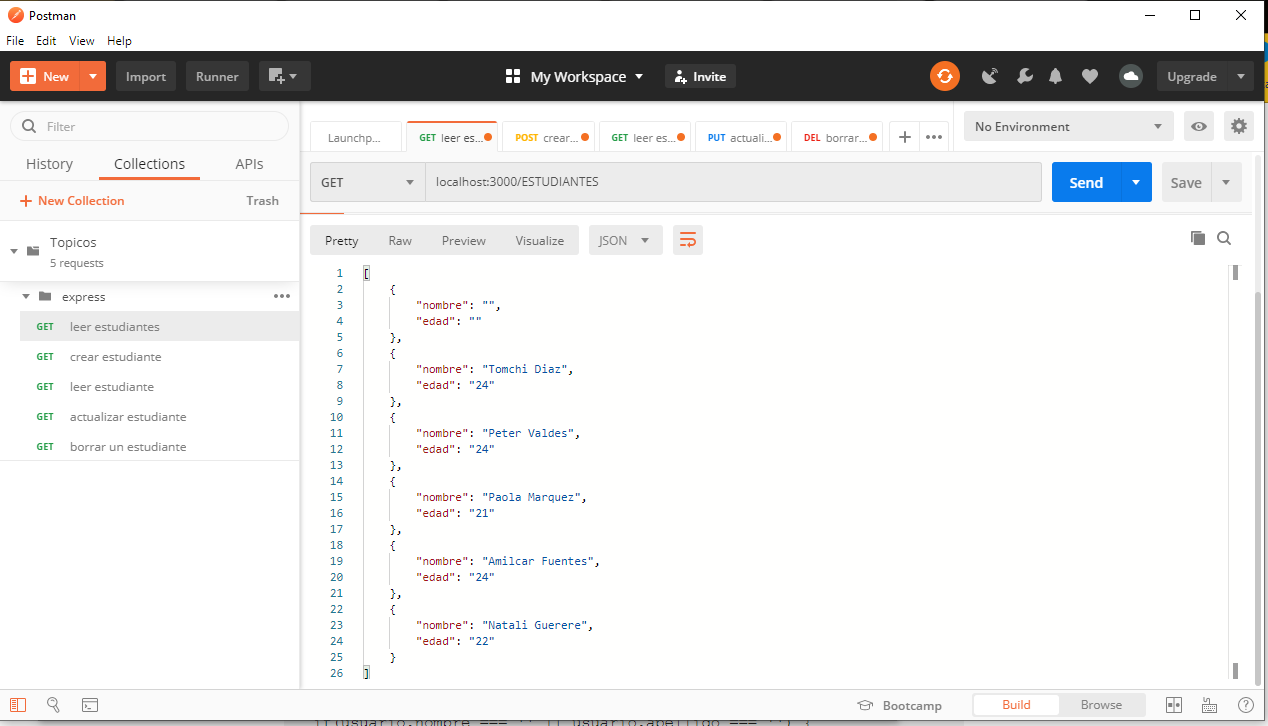 Postman
File Edit View Help
New Import Runner My Workspace Invite Upgrade
Filter
History Collections APIs
New Collection Trash
Topicos
5 requests
express
GET leer estudiantes
GET crear estudiante
GET leer estudiante
GET actualizar estudiante
GET borrar un estudiante
Launchp... GET leer es... POST crear... GET leer es... PUT actuali... DEL borrar... No Environment
GET localhost:3000/ESTUDIANTES Send Save
Pretty Raw Preview Visualize JSON
1 [
2 {
3 "nombre": "",
4 "edad": ""
5 },
6 {
7 "nombre": "Tomchi Diaz",
8 "edad": "24"
9 },
10 {
11 "nombre": "Peter Valdes",
12 "edad": "24"
13 },
14 {
15 "nombre": "Paola Marquez",
16 "edad": "21"
17 },
18 {
19 "nombre": "Amilcar Fuentes",
20 "edad": "24"
21 },
22 {
23 "nombre": "Natali Guerere",
24 "edad": "22"
25 }
26 ]
Bootcamp Build Browse